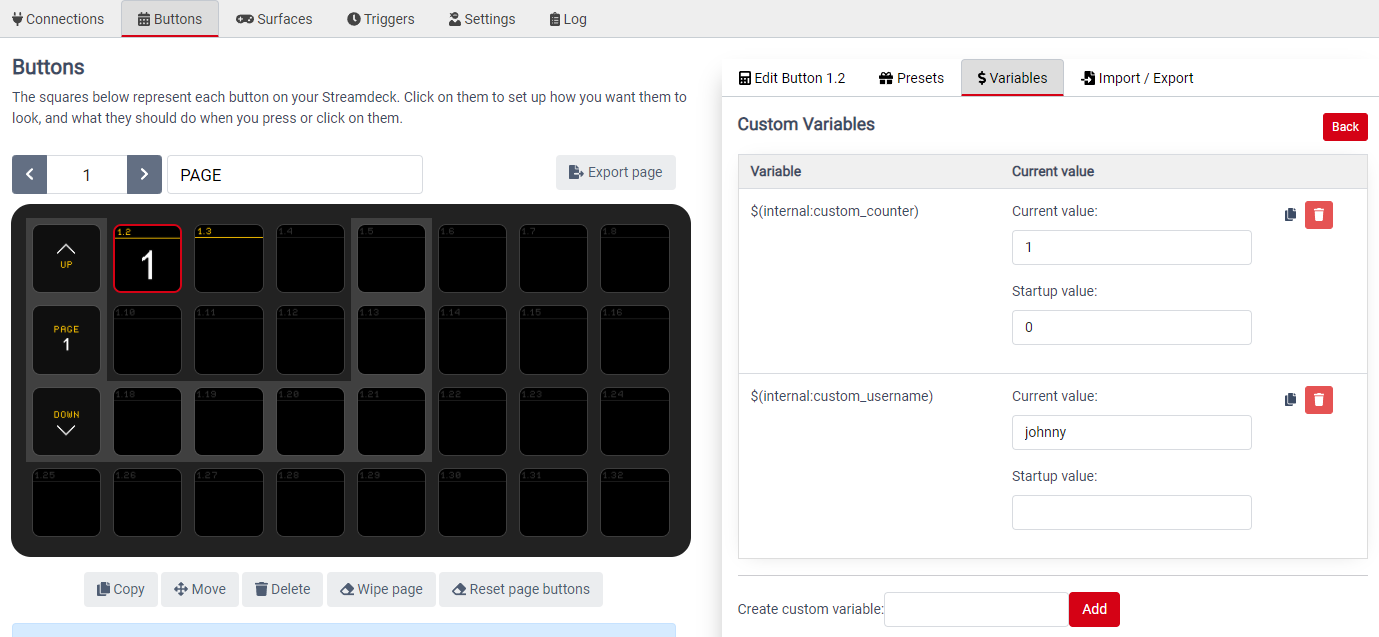 Connections Buttons Surfaces Triggers Settings Log
Buttons
The squares below represent each button on your Streamdeck. Click on them to set up how you want them to
look, and what they should do when you press or click on them.
1 PAGE Export page
UP 1.2 1.3 1.4 1.5 1.6 1.7 1.8
1
PAGE 1.10 1.11 1.12 1.13 1.14 1.15 1.16
1
DOWN 1.18 1.19 1.20 1.21 1.22 1.23 1.24
1.25 1.26 1.27 1.28 1.29 1.30 1.31 1.32
Copy Move Delete Wipe page Reset page buttons
Edit Button 1.2 Presets $ Variables Import / Export
Custom Variables Back
Variable Current value
$(internal:custom_counter) Current value:
1
Startup value:
0
$(internal:custom_username) Current value:
johnny
Startup value:
Create custom variable: Add